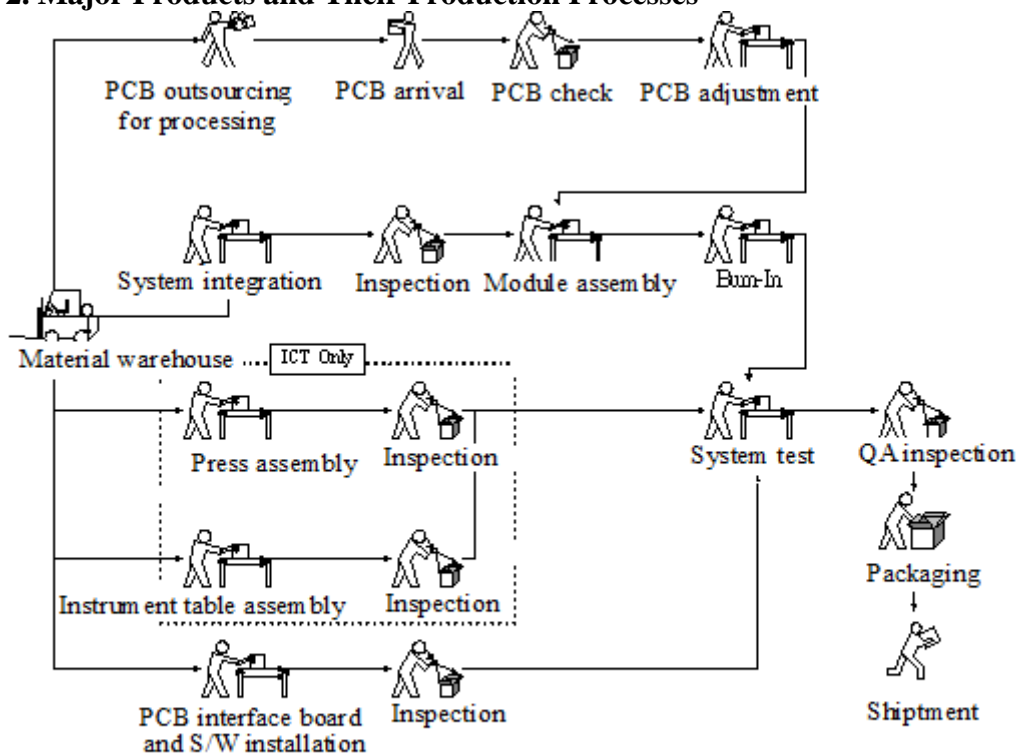 2. Major Products and Their Production Processes
PCB outsourcing
for processing
PCB arrival
PCB check
PCB adjustment
System integration
Inspection
Module assembly
Bum-In
Material warehouse
ICT Only
Press assembly
Inspection
System test
QA inspection
Instrument table assembly
Inspection
Packaging
PCB interface board
and S/W installation
Inspection
Shiptment